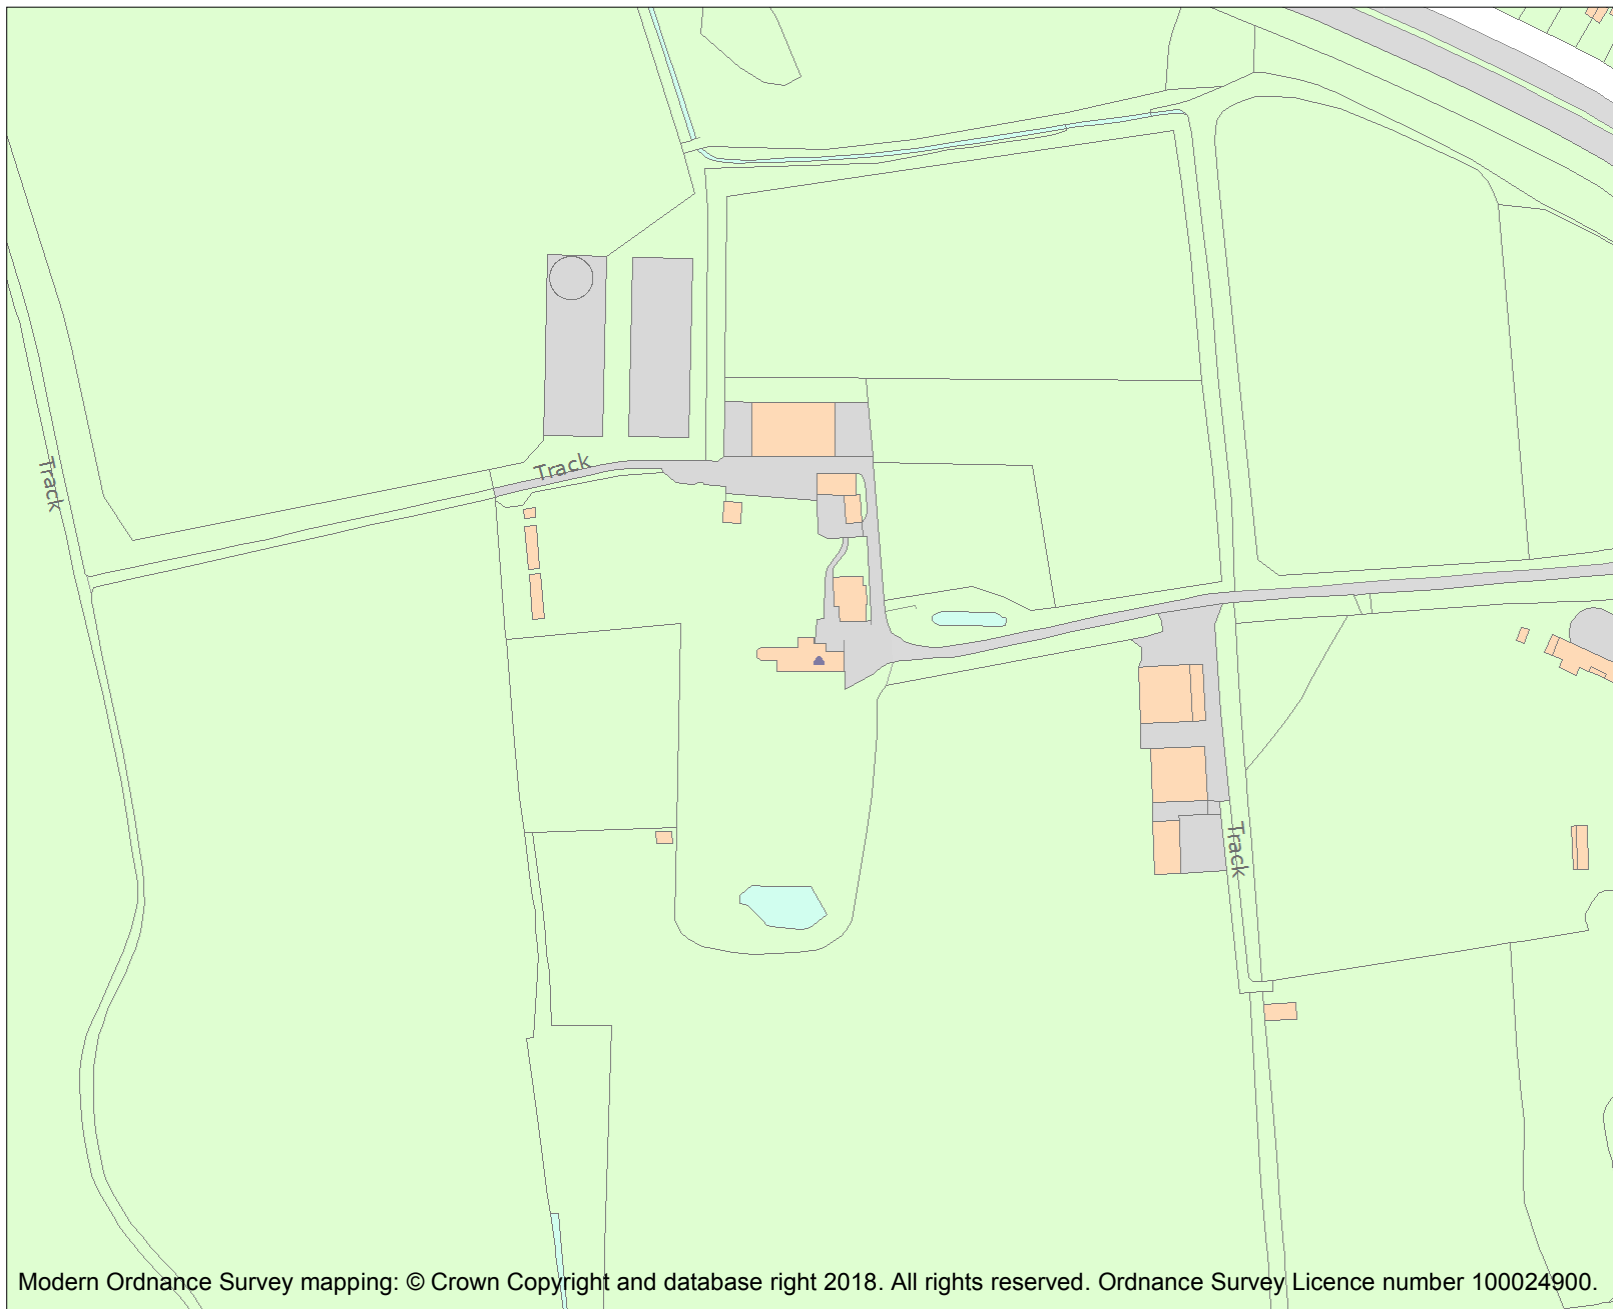 Track
Track
Track
Modern Ordnance Survey mapping: © Crown Copyright and database right 2018. All rights reserved. Ordnance Survey Licence number 100024900.